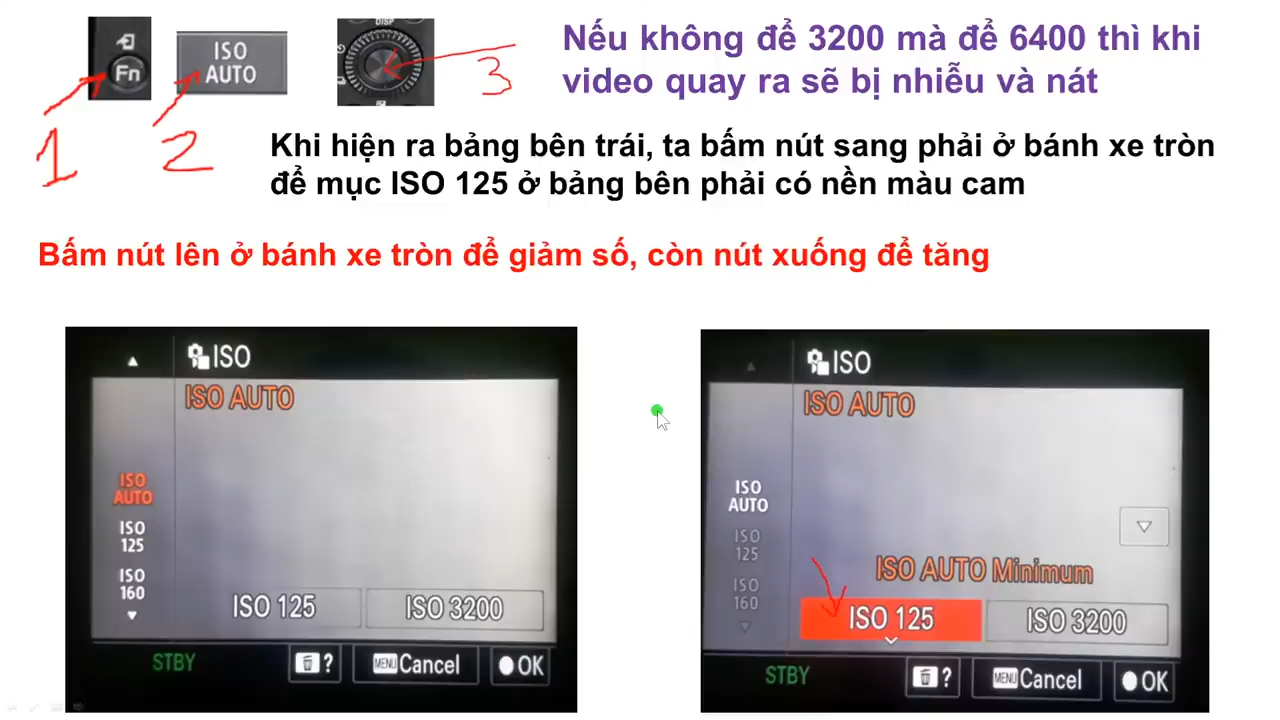 DISP
Fn
ISO
AUTO
1
2
3
Nếu không để 3200 mà để 6400 thì khi
video quay ra sẽ bị nhiễu và nát
Khi hiện ra bảng bên trái, ta bấm nút sang phải ở bánh xe tròn
để mục ISO 125 ở bảng bên phải có nền màu cam
Bấm nút lên ở bánh xe tròn để giảm số, còn nút xuống để tăng
ISO
ISO AUTO
ISO
AUTO
ISO
125
ISO
160
ISO 125 ISO 3200
STBY ? MENU Cancel OK
ISO
ISO AUTO
ISO
AUTO
ISO
125
ISO
160
ISO AUTO Minimum
ISO 125 ISO 3200
STBY ? MENU Cancel OK